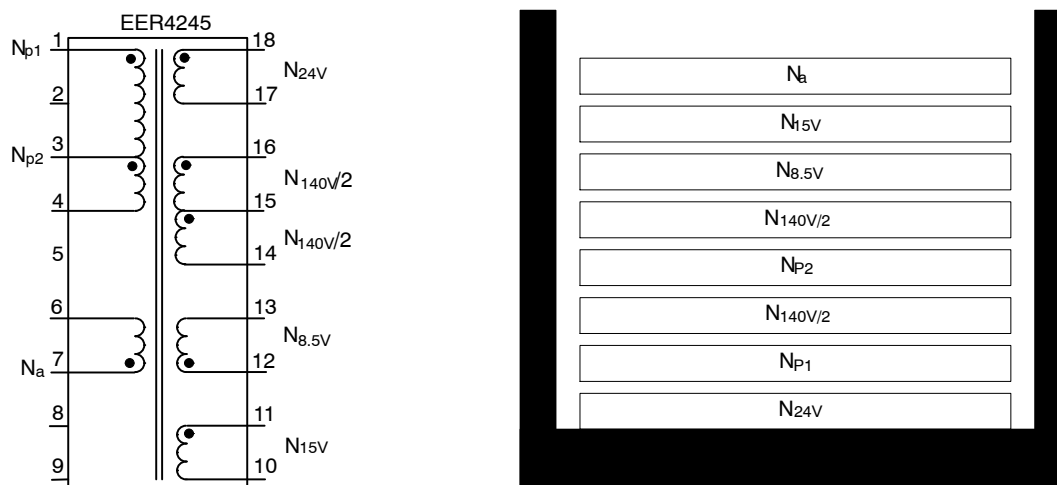 EER4245
1
Np1
2
3
Np2
4
5
6
7
Na
8
9
18
N24V
17
16
N140V/2
15
N140V/2
14
13
N8.5V
12
11
N15V
10
Na
N15V
N8.5V
N140V/2
NP2
N140V/2
NP1
N24V